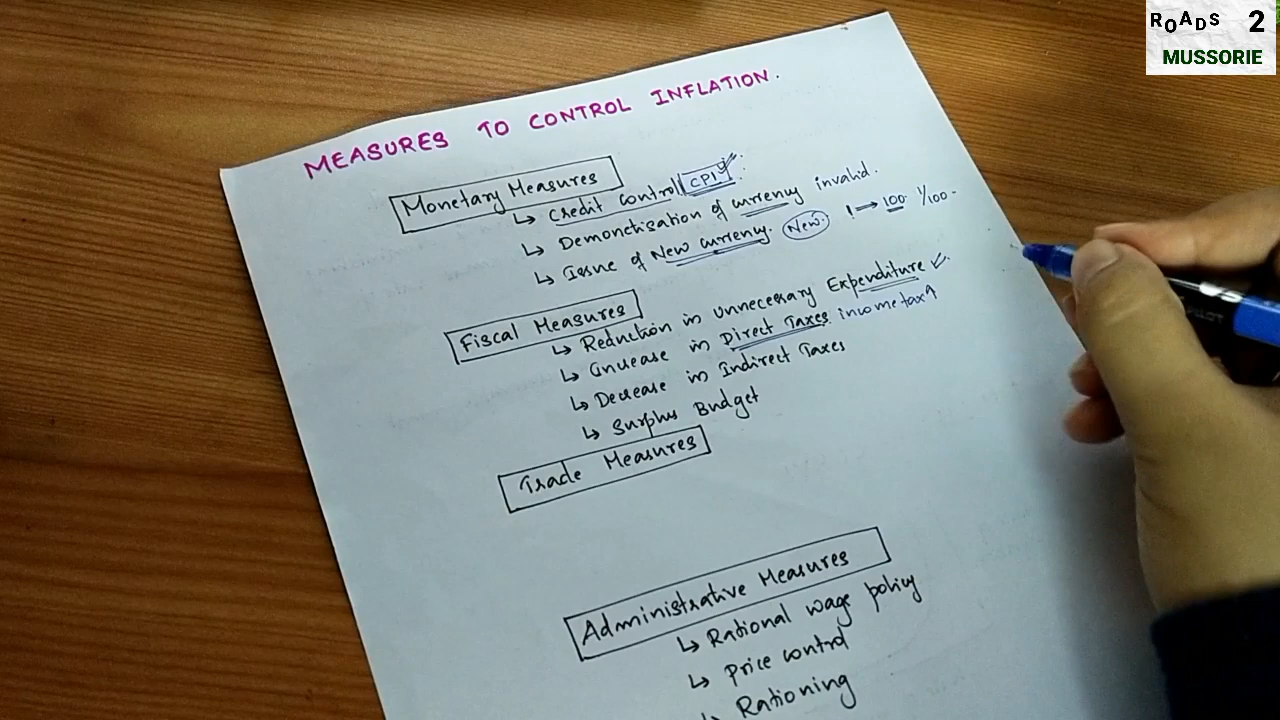 ROADS 2
MUSSORIE
MEASURES TO CONTROL INFLATION.
Monetary Measures
↳ Credit Control CPI
↳ Demonetisation of currency invalid.
↳ Issue of New currency. New. 1 → 100 1/100
Fiscal Measures
↳ Reduction in Unnecessary Expenditure
↳ Increase in Direct Taxes. income tax↑
↳ Decrease in Indirect Taxes
↳ Surplus Budget
Trade Measures
Administrative Measures
↳ Rational wage policy
↳ Price control
↳ Rationing